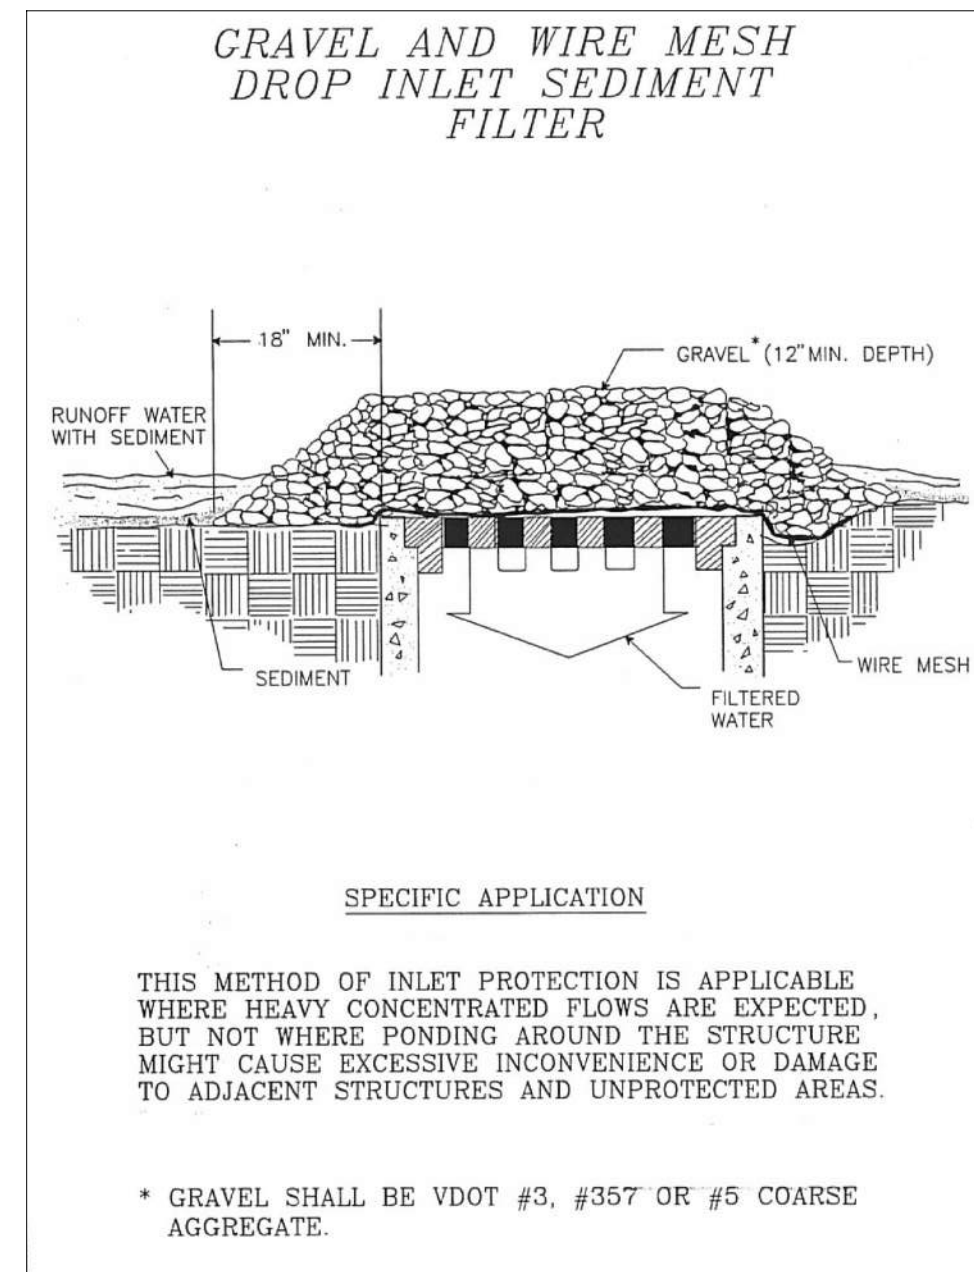 GRAVEL AND WIRE MESH
DROP INLET SEDIMENT
FILTER
18" MIN.
GRAVEL* (12" MIN. DEPTH)
RUNOFF WATER
WITH SEDIMENT
SEDIMENT
WIRE MESH
FILTERED
WATER
SPECIFIC APPLICATION
THIS METHOD OF INLET PROTECTION IS APPLICABLE
WHERE HEAVY CONCENTRATED FLOWS ARE EXPECTED,
BUT NOT WHERE PONDING AROUND THE STRUCTURE
MIGHT CAUSE EXCESSIVE INCONVENIENCE OR DAMAGE
TO ADJACENT STRUCTURES AND UNPROTECTED AREAS.
* GRAVEL SHALL BE VDOT #3, #357 OR #5 COARSE
AGGREGATE.